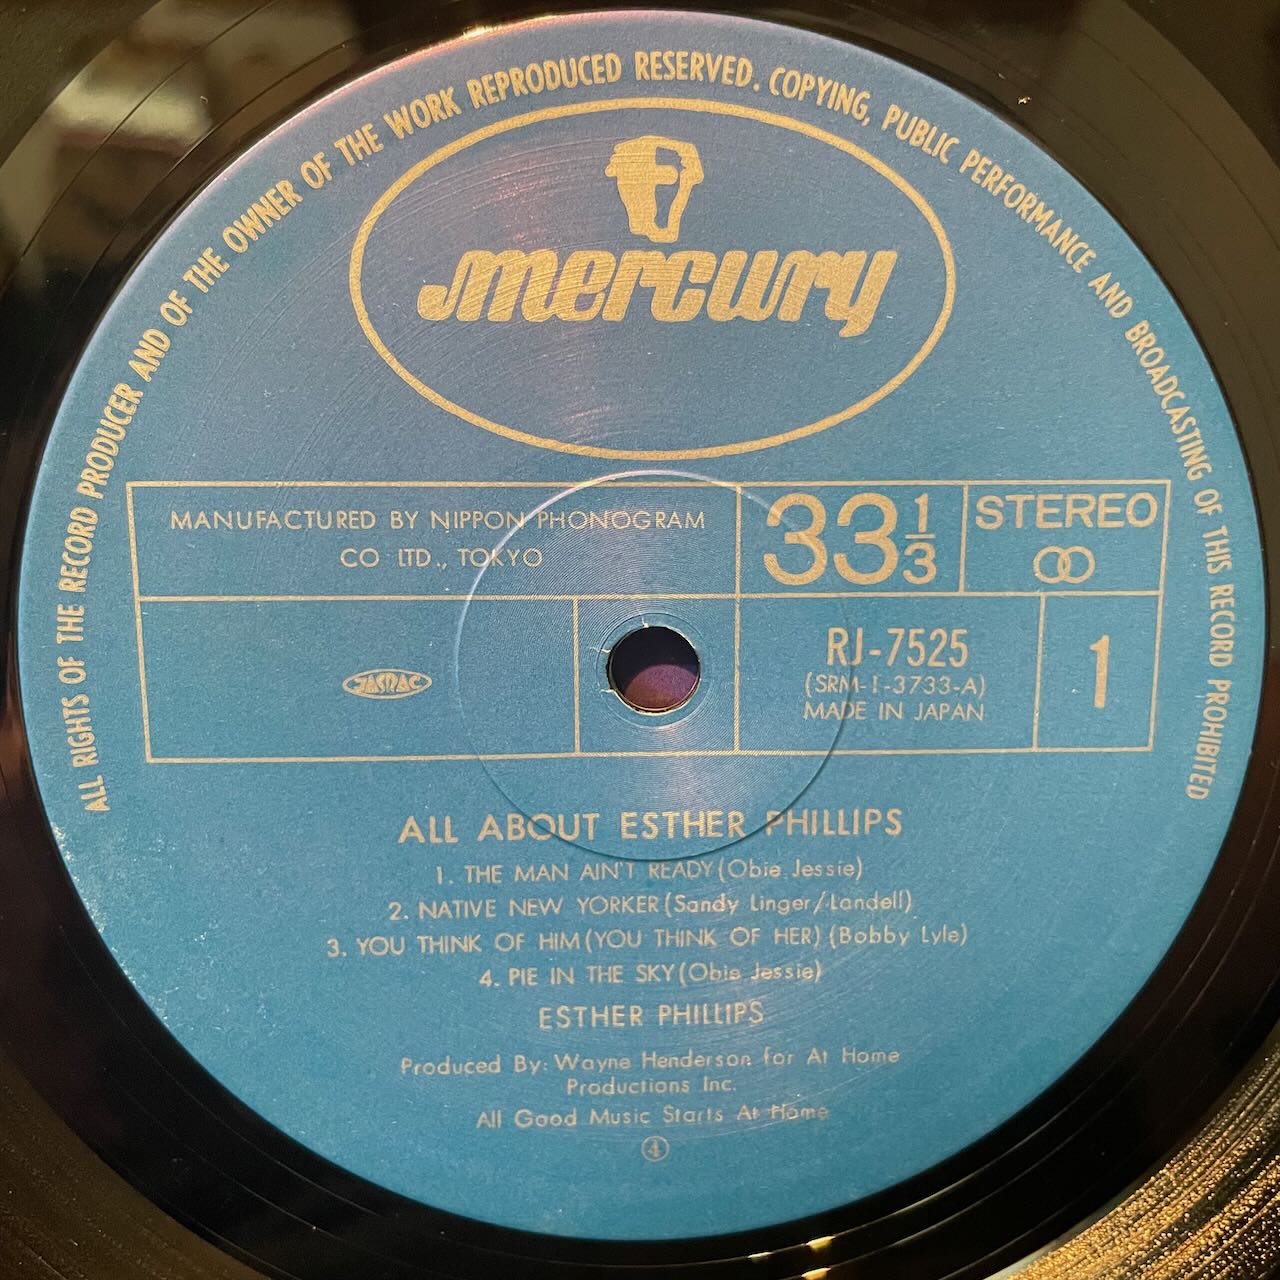 ALL RIGHTS OF THE RECORD PRODUCER AND OF THE OWNER OF THE WORK REPRODUCED RESERVED. COPYING, PUBLIC PERFORMANCE AND BROADCASTING OF THIS RECORD PROHIBITED
mercury
MANUFACTURED BY NIPPON PHONOGRAM
CO LTD., TOKYO
33 1/3
STEREO
JASRAC
RJ-7525
(SRM-1-3733-A)
MADE IN JAPAN
1
ALL ABOUT ESTHER PHILLIPS
1. THE MAN AIN'T READY (Obie Jessie)
2. NATIVE NEW YORKER (Sandy Linger/Landell)
3. YOU THINK OF HIM (YOU THINK OF HER) (Bobby Lyle)
4. PIE IN THE SKY (Obie Jessie)
ESTHER PHILLIPS
Produced By: Wayne Henderson for At Home
Productions Inc.
All Good Music Starts At Home
④